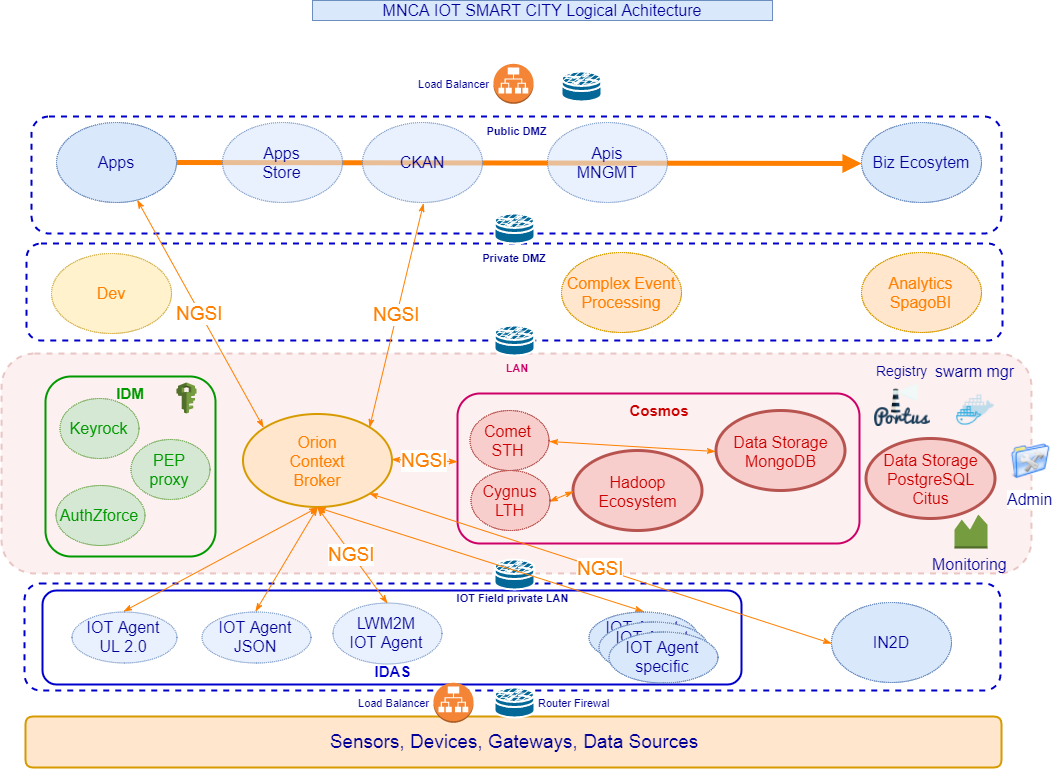 MNCA IOT SMART CITY Logical Achitecture
Load Balancer
Public DMZ
Apps
Apps
Store
CKAN
Apis
MNGMT
Biz Ecosytem
Private DMZ
Dev
Complex Event
Processing
Analytics
SpagoBI
NGSI
NGSI
LAN
Registry
swarm mgr
Portus
IDM
Keyrock
PEP
proxy
AuthZforce
Orion
Context
Broker
NGSI
Cosmos
Comet
STH
Cygnus
LTH
Hadoop
Ecosystem
Data Storage
MongoDB
Data Storage
PostgreSQL
Citus
Admin
Monitoring
NGSI
NGSI
IOT Field private LAN
IOT Agent
UL 2.0
IOT Agent
JSON
LWM2M
IOT Agent
IOT Agent
IOT Agent
IOT Agent
specific
IN2D
IDAS
Load Balancer
Router Firewal
Sensors, Devices, Gateways, Data Sources